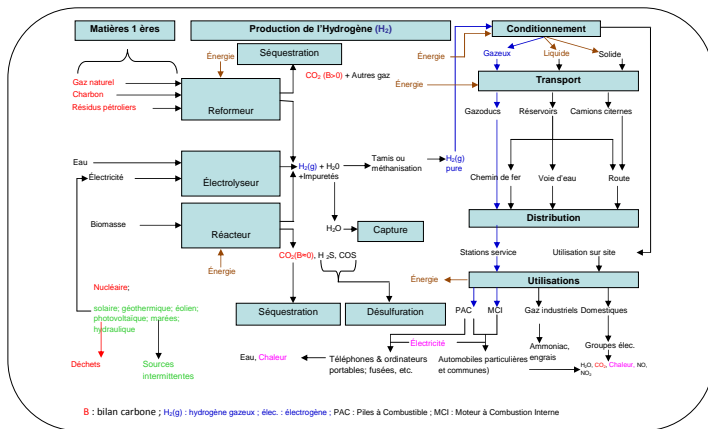 Matières 1 ères
Production de l'Hydrogène (H₂)
Conditionnement
Séquestration
Énergie
Énergie
Gazeux
Liquide
Solide
Gaz naturel
Charbon
Résidus pétroliers
Reformeur
CO₂ (B>0) + Autres gaz
Énergie
Transport
Gazoducs
Réservoirs
Camions citernes
Eau
Électricité
Électrolyseur
H₂(g) + H₂0
+Impuretés
Tamis ou
méthanisation
H₂(g)
pure
Chemin de fer
Voie d'eau
Route
Biomasse
Réacteur
H₂O
Capture
Distribution
Énergie
CO₂(B=0), H ₂S, COS
Stations service
Utilisation sur site
Énergie
Utilisations
Nucléaire;
solaire; géothermique; éolien;
photovoltaïque; marées;
hydraulique
Séquestration
Désulfuration
PAC
MCI
Gaz industriels
Domestiques
Déchets
Sources
intermittentes
Électricité
Eau, Chaleur
Téléphones & ordinateurs
portables; fusées, etc.
Automobiles particulières
et communes)
Ammoniac,
engrais
Groupes élec.
H₂O, CO₂, Chaleur, NO,
NO₂
B : bilan carbone ; H₂(g) : hydrogène gazeux ; élec. : électrogène ; PAC : Piles à Combustible ; MCI : Moteur à Combustion Interne